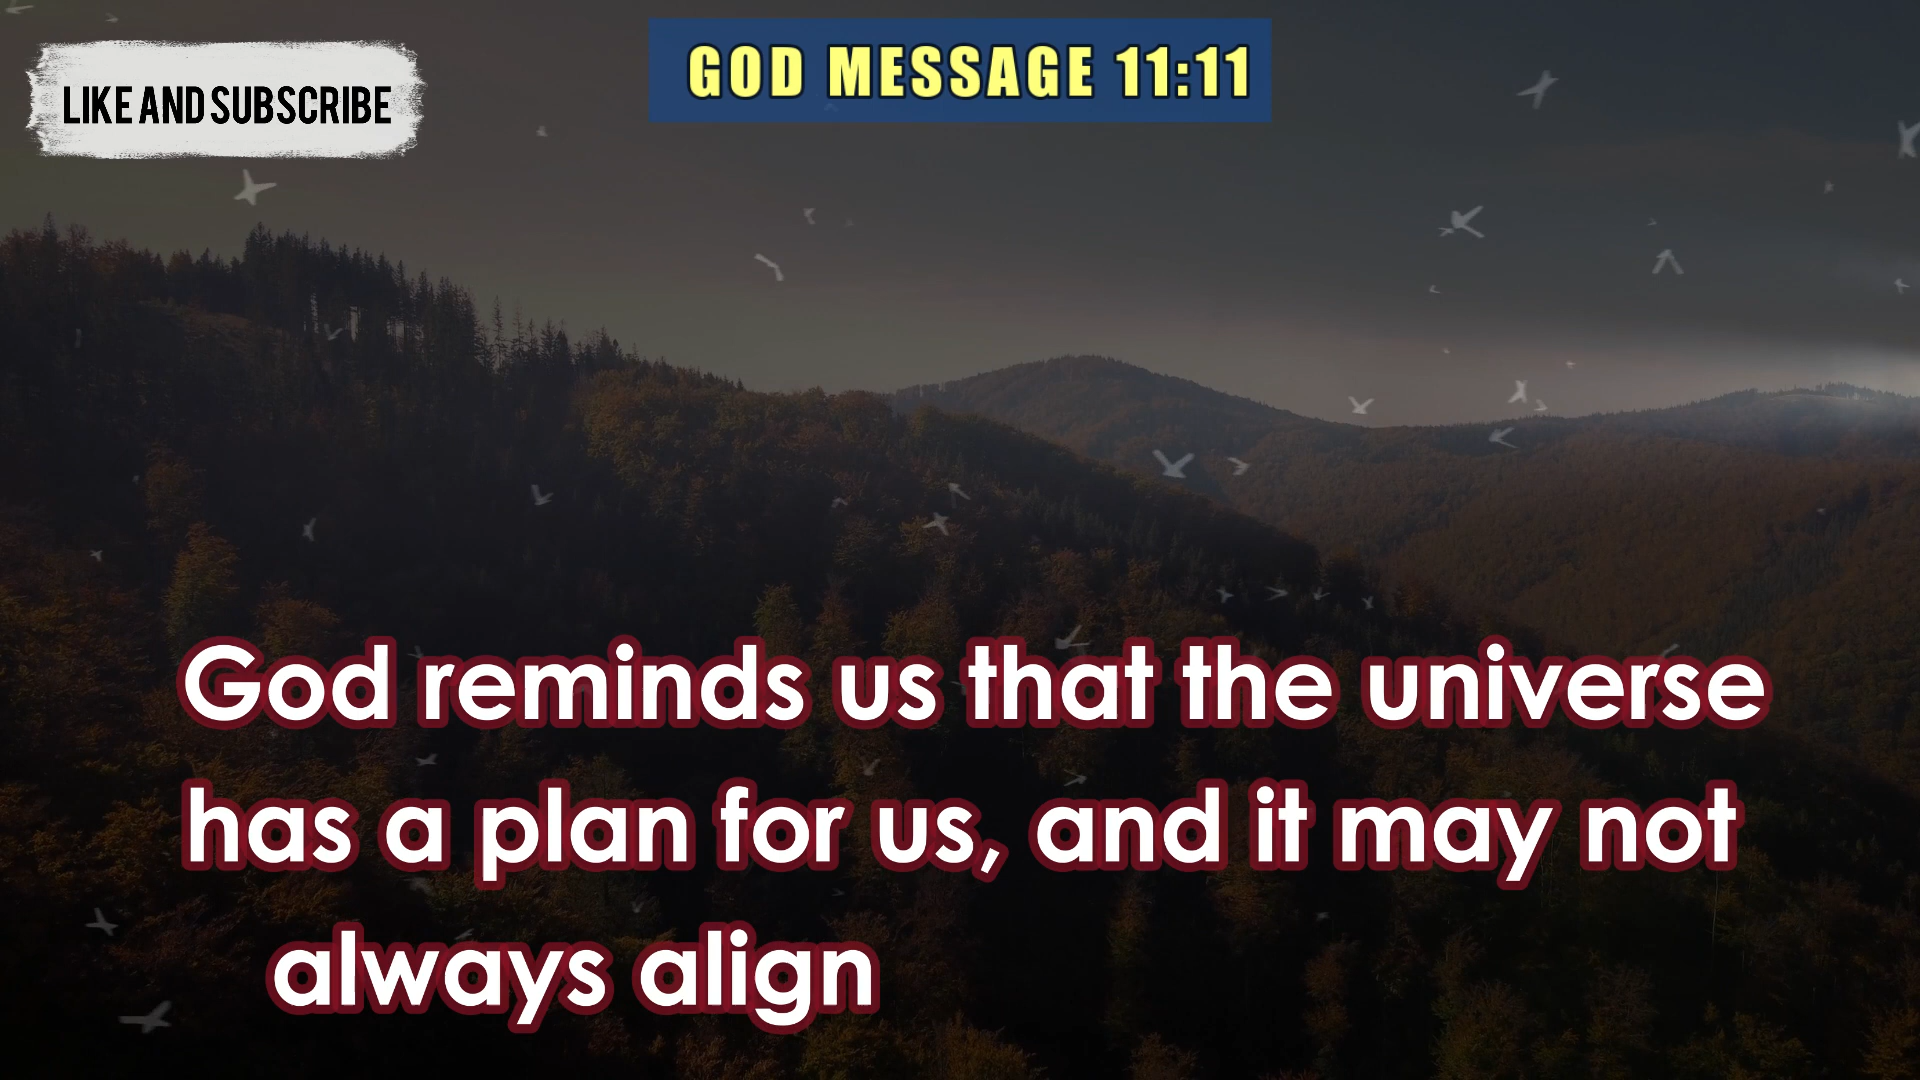 GOD MESSAGE 11:11
LIKE AND SUBSCRIBE
God reminds us that the universe
has a plan for us, and it may not
always align